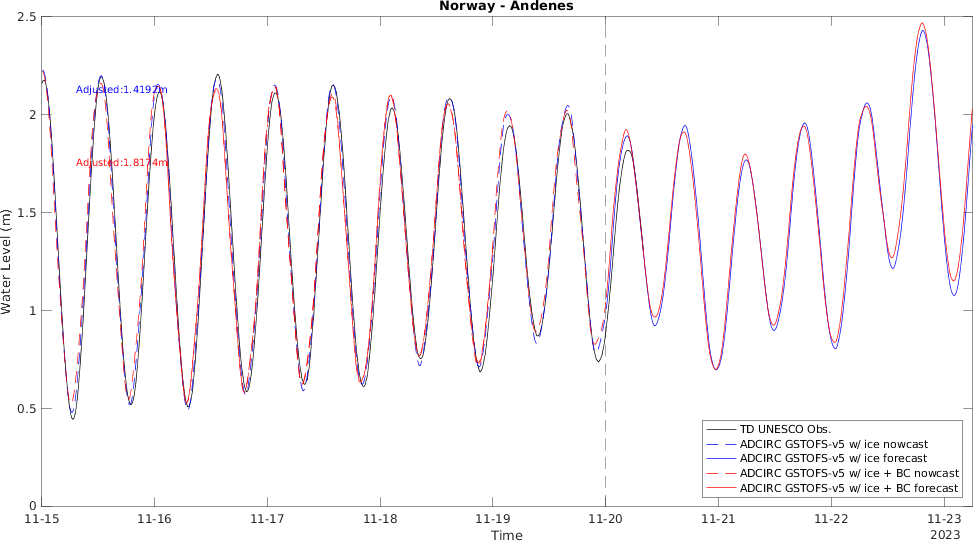 Norway - Andenes
2.5
2
1.5
1
0.5
0
Water Level (m)
Adjusted:1.4192m
Adjusted:1.8174m
TD UNESCO Obs.
ADCIRC GSTOFS-v5 w/ ice nowcast
ADCIRC GSTOFS-v5 w/ ice forecast
ADCIRC GSTOFS-v5 w/ ice + BC nowcast
ADCIRC GSTOFS-v5 w/ ice + BC forecast
11-15 11-16 11-17 11-18 11-19 11-20 11-21 11-22 11-23
Time
2023